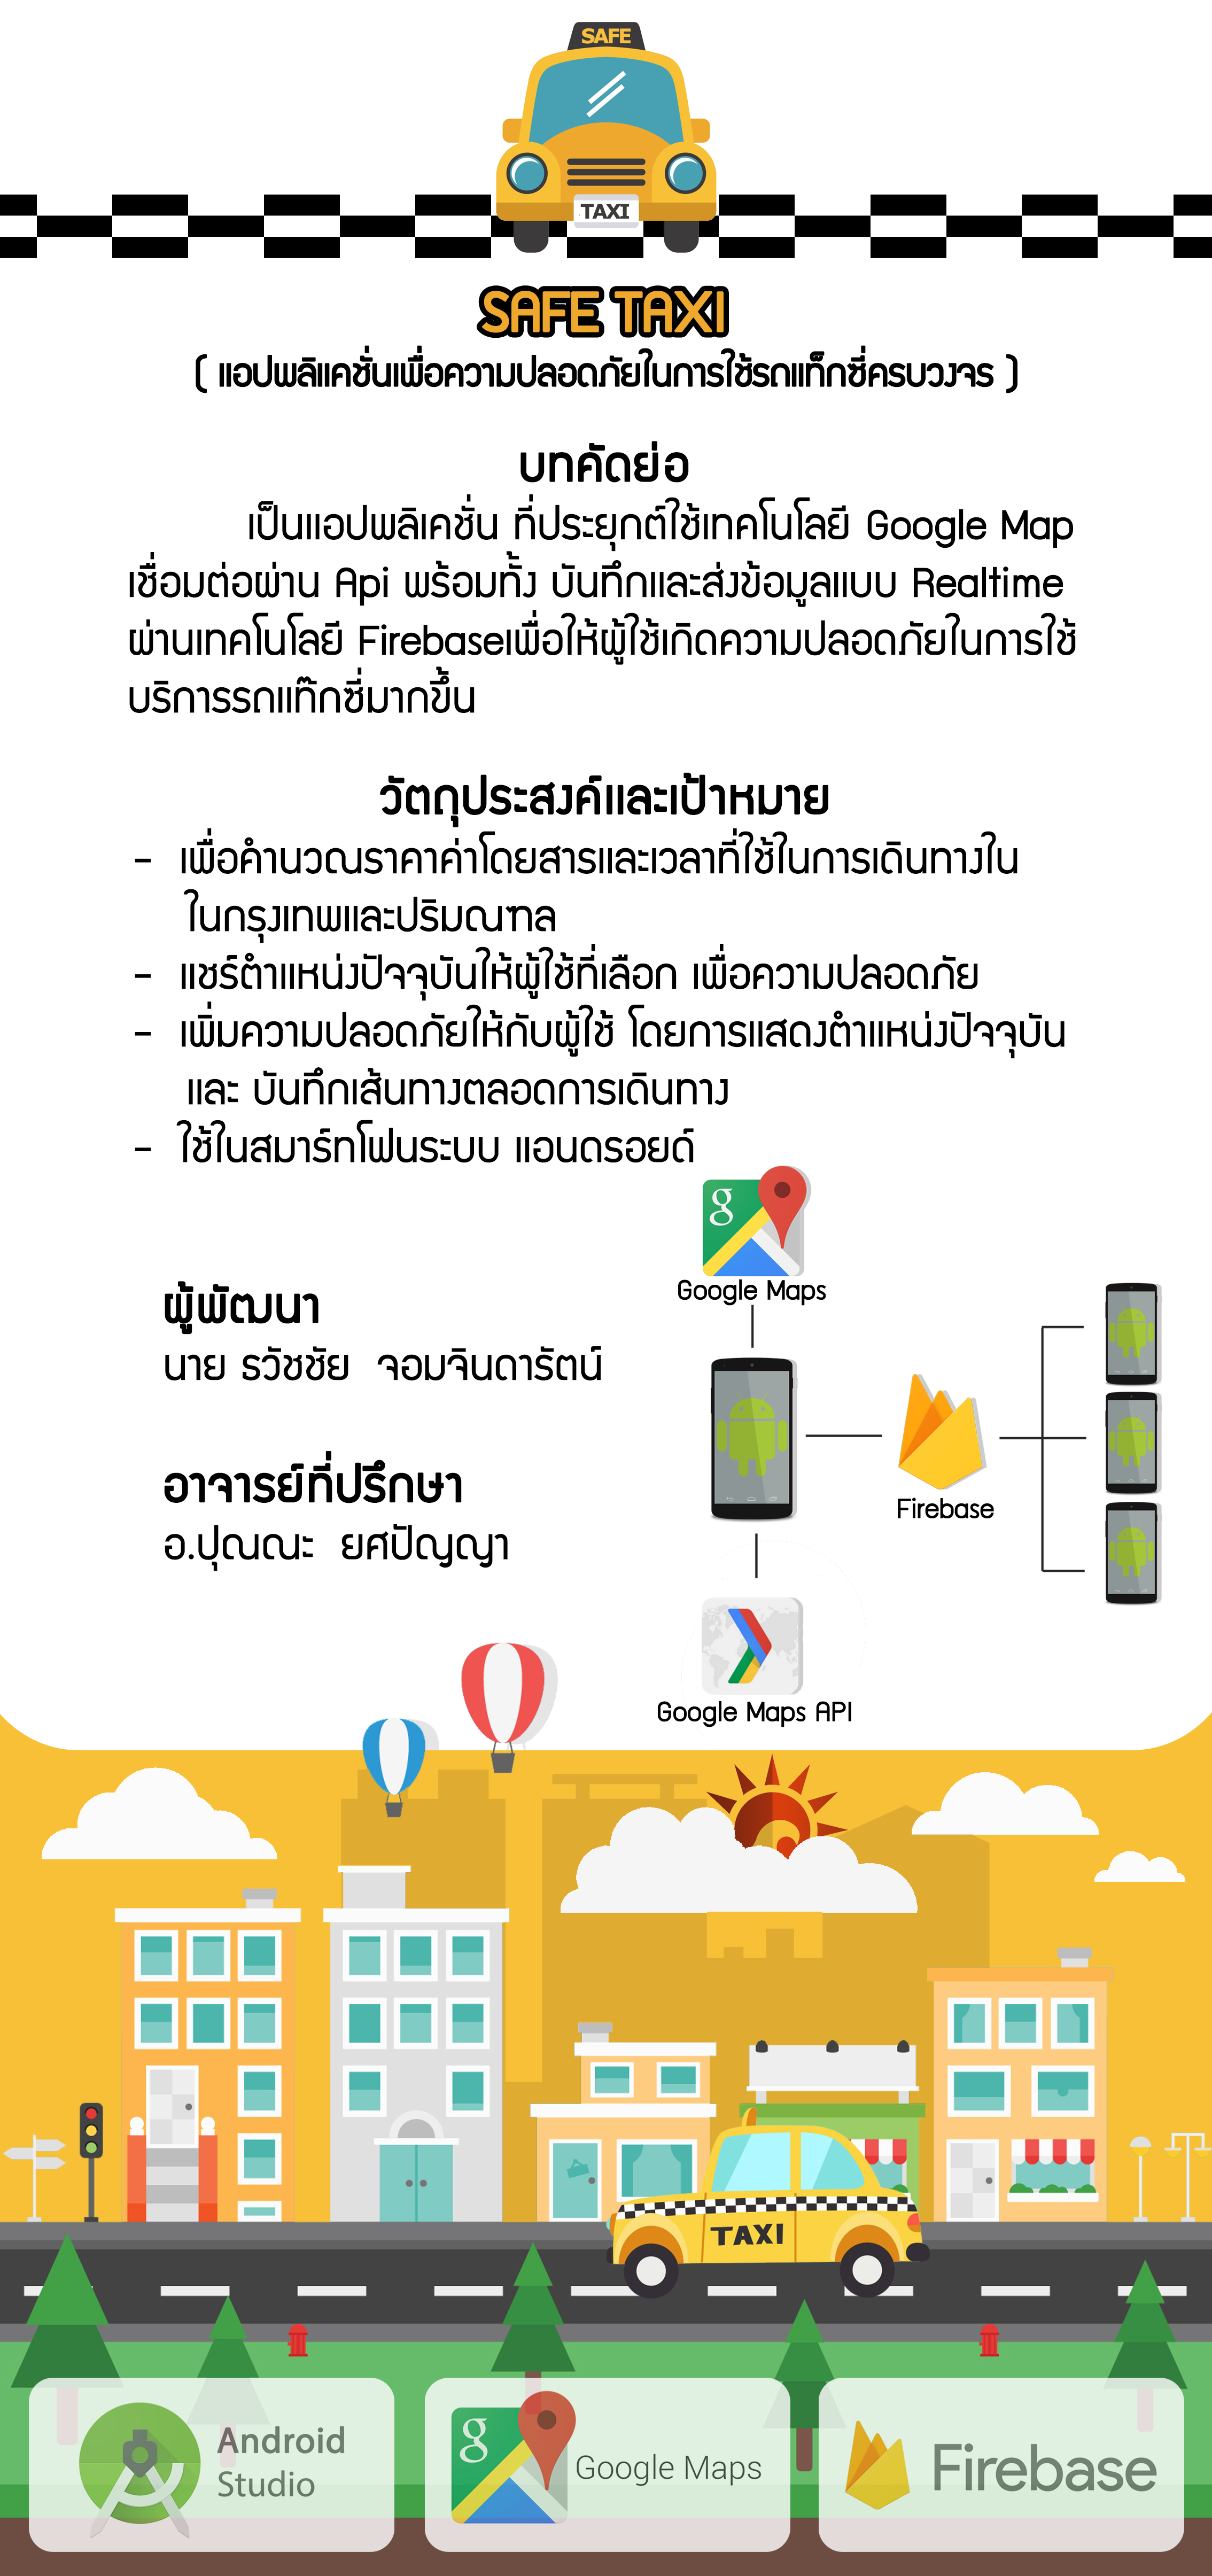 SAFE
TAXI
SAFE TAXI
( แอปพลิแคชั่นเพื่อความปลอดภัยในการใช้รถแท็กซี่ครบวงจร )
บทคัดย่อ
เป็นแอปพลิเคชั่น ที่ประยุกต์ใช้เทคโนโลยี Google Map
เชื่อมต่อผ่าน Api พร้อมทั้ง บันทึกและส่งข้อมูลแบบ Realtime
ผ่านเทคโนโลยี Firebaseเพื่อให้ผู้ใช้เกิดความปลอดภัยในการใช้
บริการรถแท๊กซี่มากขึ้น
วัตถุประสงค์และเป้าหมาย
- เพื่อคำนวณราคาค่าโดยสารและเวลาที่ใช้ในการเดินทางใน
ในกรุงเทพและปริมณฑล
- แชร์ตำแหน่งปัจจุบันให้ผู้ใช้ที่เลือก เพื่อความปลอดภัย
- เพิ่มความปลอดภัยให้กับผู้ใช้ โดยการแสดงตำแหน่งปัจจุบัน
และ บันทึกเส้นทางตลอดการเดินทาง
- ใช้ในสมาร์ทโฟนระบบ แอนดรอยด์
g
Google Maps
ผู้พัฒนา
นาย ธวัชชัย จอมจินดารัตน์
Firebase
อาจารย์ที่ปรึกษา
อ.ปุณณะ ยศปัญญา
Google Maps API
TAXI
Android
Studio
g
Google Maps
Firebase